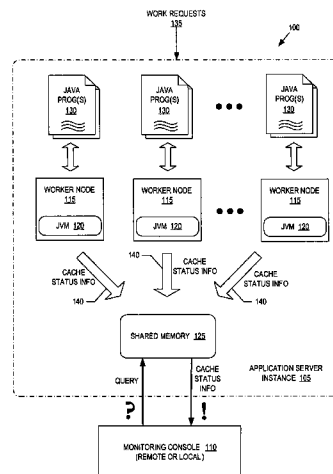 WORK REQUESTS
135
100
JAVA PROG(S) 130
JAVA PROG(S) 130
JAVA PROG(S) 130
WORKER NODE 115
JVM 120
WORKER NODE 115
JVM 120
WORKER NODE 115
JVM 120
140
CACHE STATUS INFO
140
CACHE STATUS INFO
CACHE STATUS INFO
140
SHARED MEMORY 125
APPLICATION SERVER INSTANCE 105
QUERY
?
!
CACHE STATUS INFO
MONITORING CONSOLE 110
(REMOTE OR LOCAL)